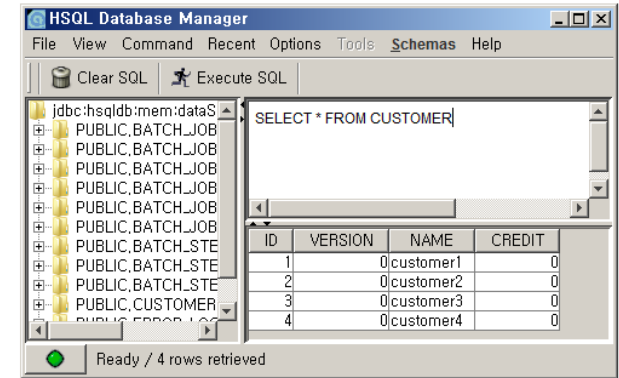 HSQL Database Manager
File View Command Recent Options Tools Schemas Help
Clear SQL Execute SQL
jdbc:hsqldb:mem:dataS
PUBLIC.BATCH_JOB
PUBLIC.BATCH_JOB
PUBLIC.BATCH_JOB
PUBLIC.BATCH_JOB
PUBLIC.BATCH_JOB
PUBLIC.BATCH_JOB
PUBLIC.BATCH_STE
PUBLIC.BATCH_STE
PUBLIC.BATCH_STE
PUBLIC.CUSTOMER
SELECT * FROM CUSTOMER
ID VERSION NAME CREDIT
1 0 customer1 0
2 0 customer2 0
3 0 customer3 0
4 0 customer4 0
Ready / 4 rows retrieved